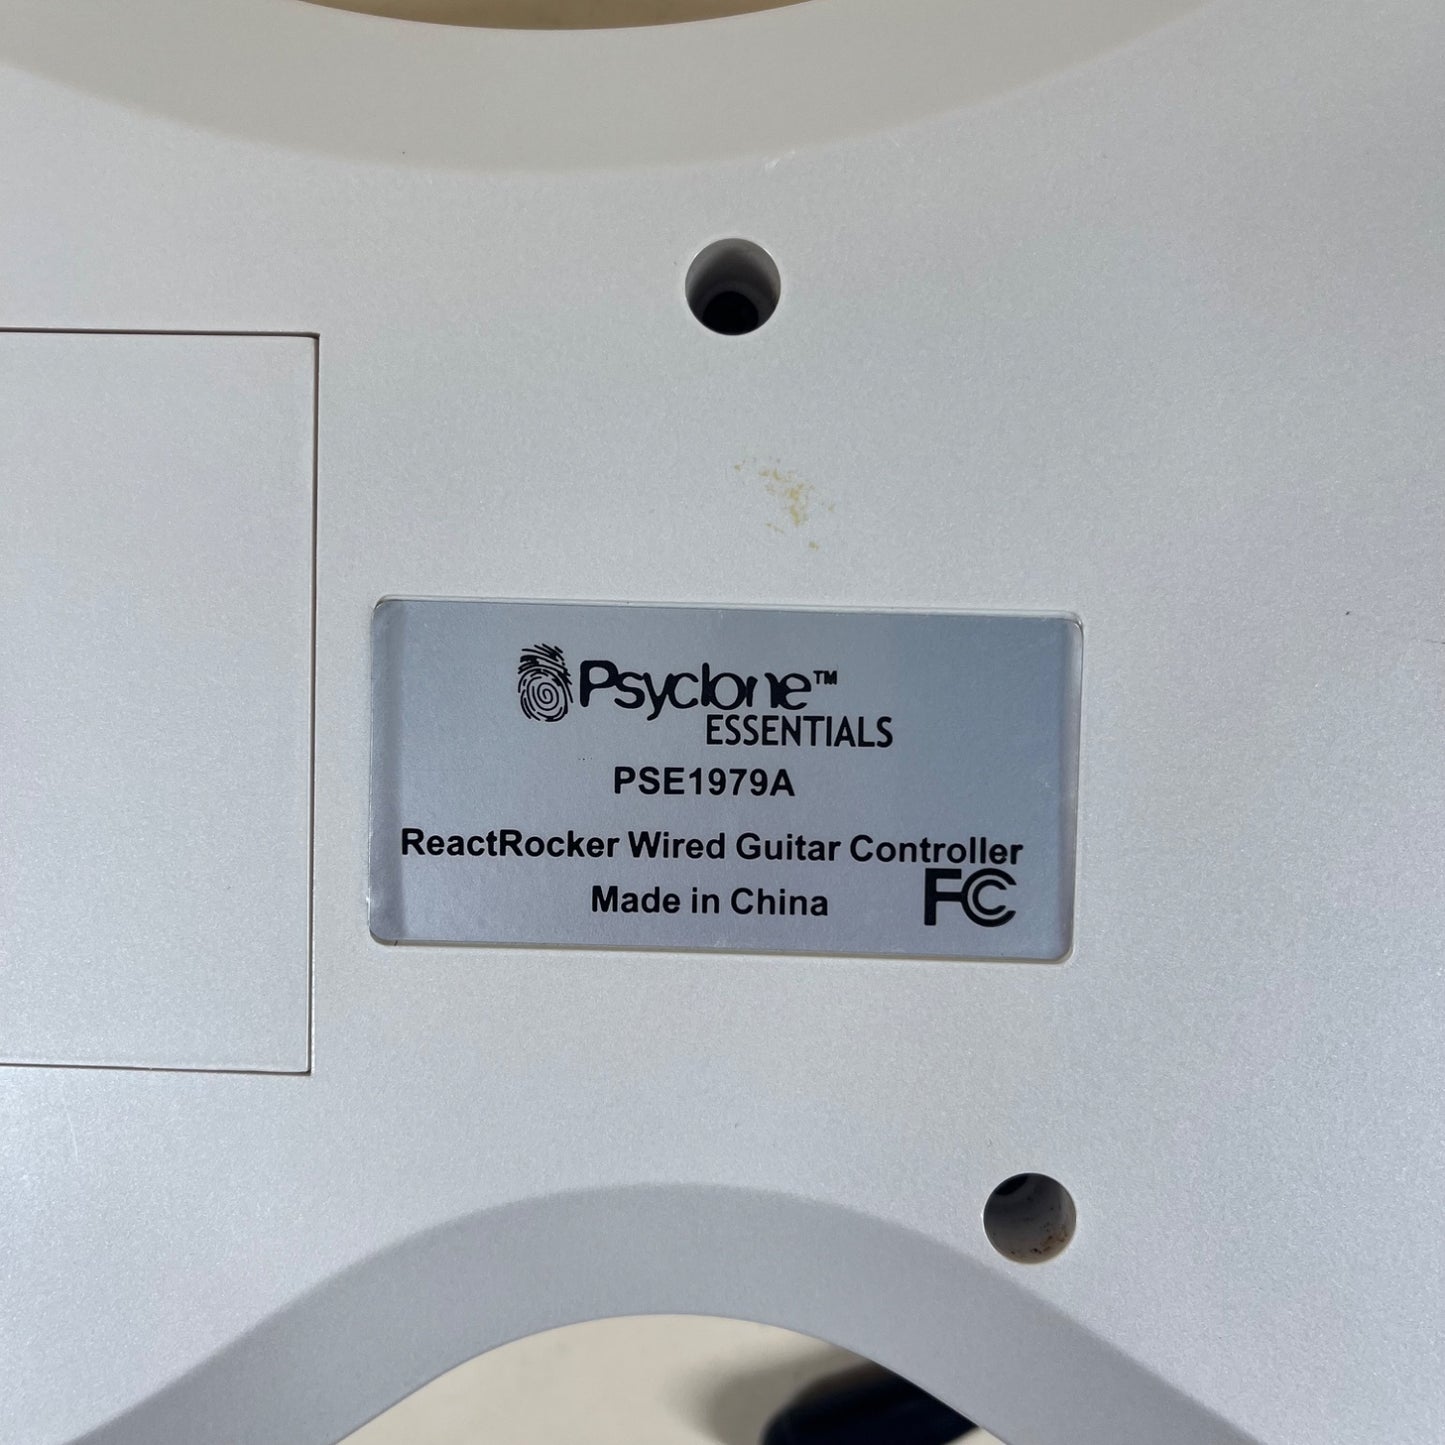 Psyclone™
ESSENTIALS
PSE1979A
ReactRocker Wired Guitar Controller
Made in China
FC